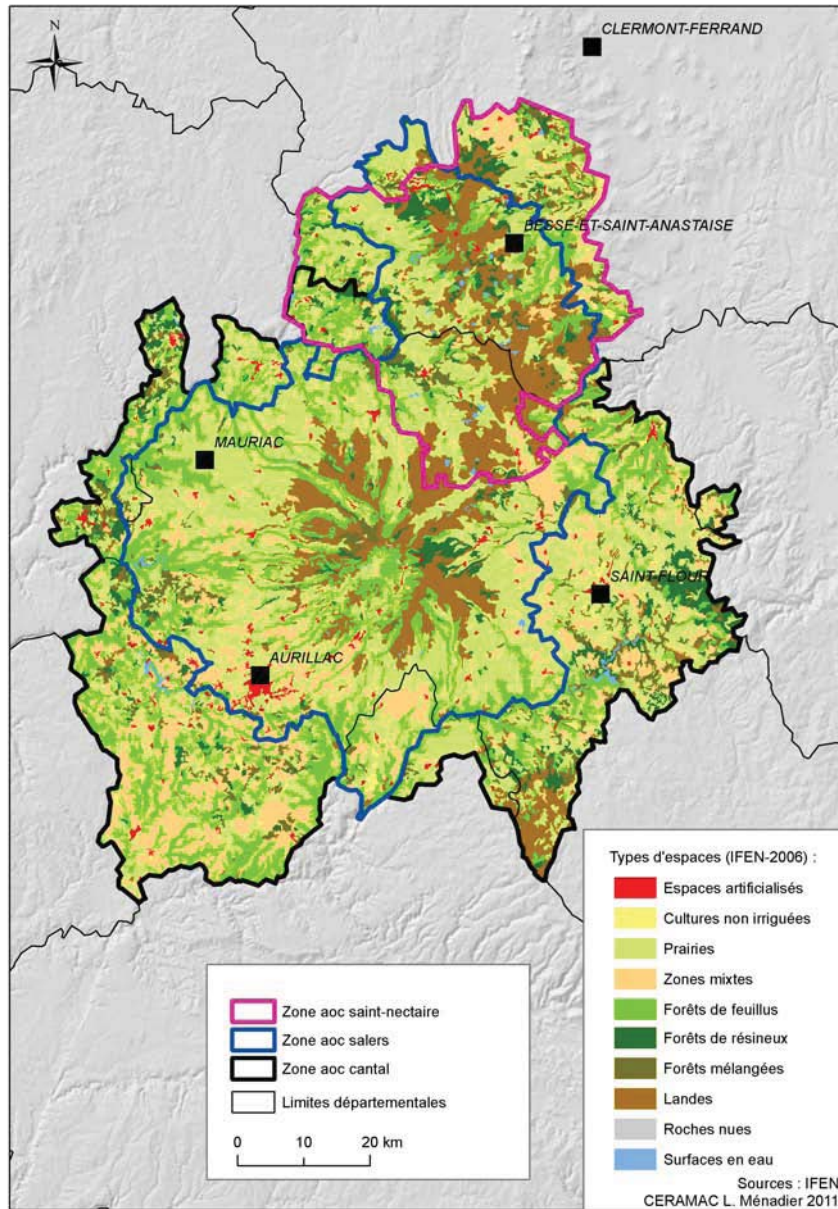 N
CLERMONT-FERRAND
BESSE-ET-SAINT-ANASTAISE
MAURIAC
SAINT-FLOUR
AURILLAC
Zone aoc saint-nectaire
Zone aoc salers
Zone aoc cantal
Limites départementales
0 10 20 km
Types d'espaces (IFEN-2006) :
Espaces artificialisés
Cultures non irriguées
Prairies
Zones mixtes
Forêts de feuillus
Forêts de résineux
Forêts mélangées
Landes
Roches nues
Surfaces en eau
Sources : IFEN
CERAMAC L. Ménadier 2011